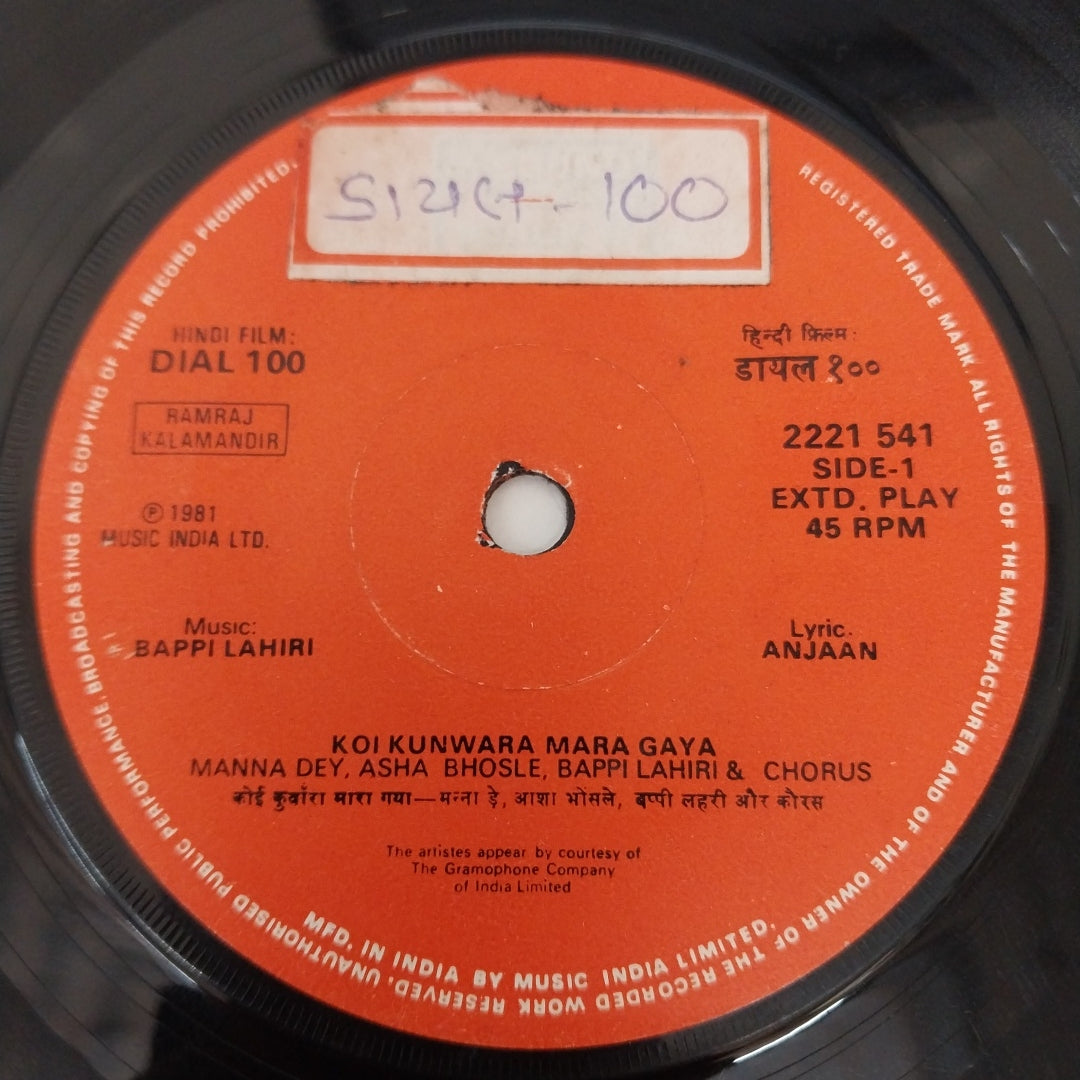 ડાયલ - 100
HINDI FILM:
DIAL 100
RAMRAJ
KALAMANDIR
℗ 1981
MUSIC INDIA LTD.
हिन्दी फ़िल्म:
डायल १००
2221 541
SIDE-1
EXTD. PLAY
45 RPM
Music:
BAPPI LAHIRI
Lyric.
ANJAAN
KOI KUNWARA MARA GAYA
MANNA DEY, ASHA BHOSLE, BAPPI LAHIRI & CHORUS
कोई कुवाँरा मारा गया—मन्ना ड़े, आशा भोंसले, बप्पी लहरी और कौरस
The artistes appear by courtesy of
The Gramophone Company
of India Limited
MFD. IN INDIA BY MUSIC INDIA LIMITED.
REGISTERED TRADE MARK. ALL RIGHTS OF THE MANUFACTURER AND OF THE OWNER OF THE RECORDED WORK RESERVED. UNAUTHORISED PUBLIC PERFORMANCE, BROADCASTING AND COPYING OF THIS RECORD PROHIBITED.